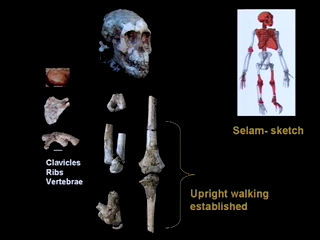 Selam- sketch
Clavicles
Ribs
Vertebrae
Upright walking
established